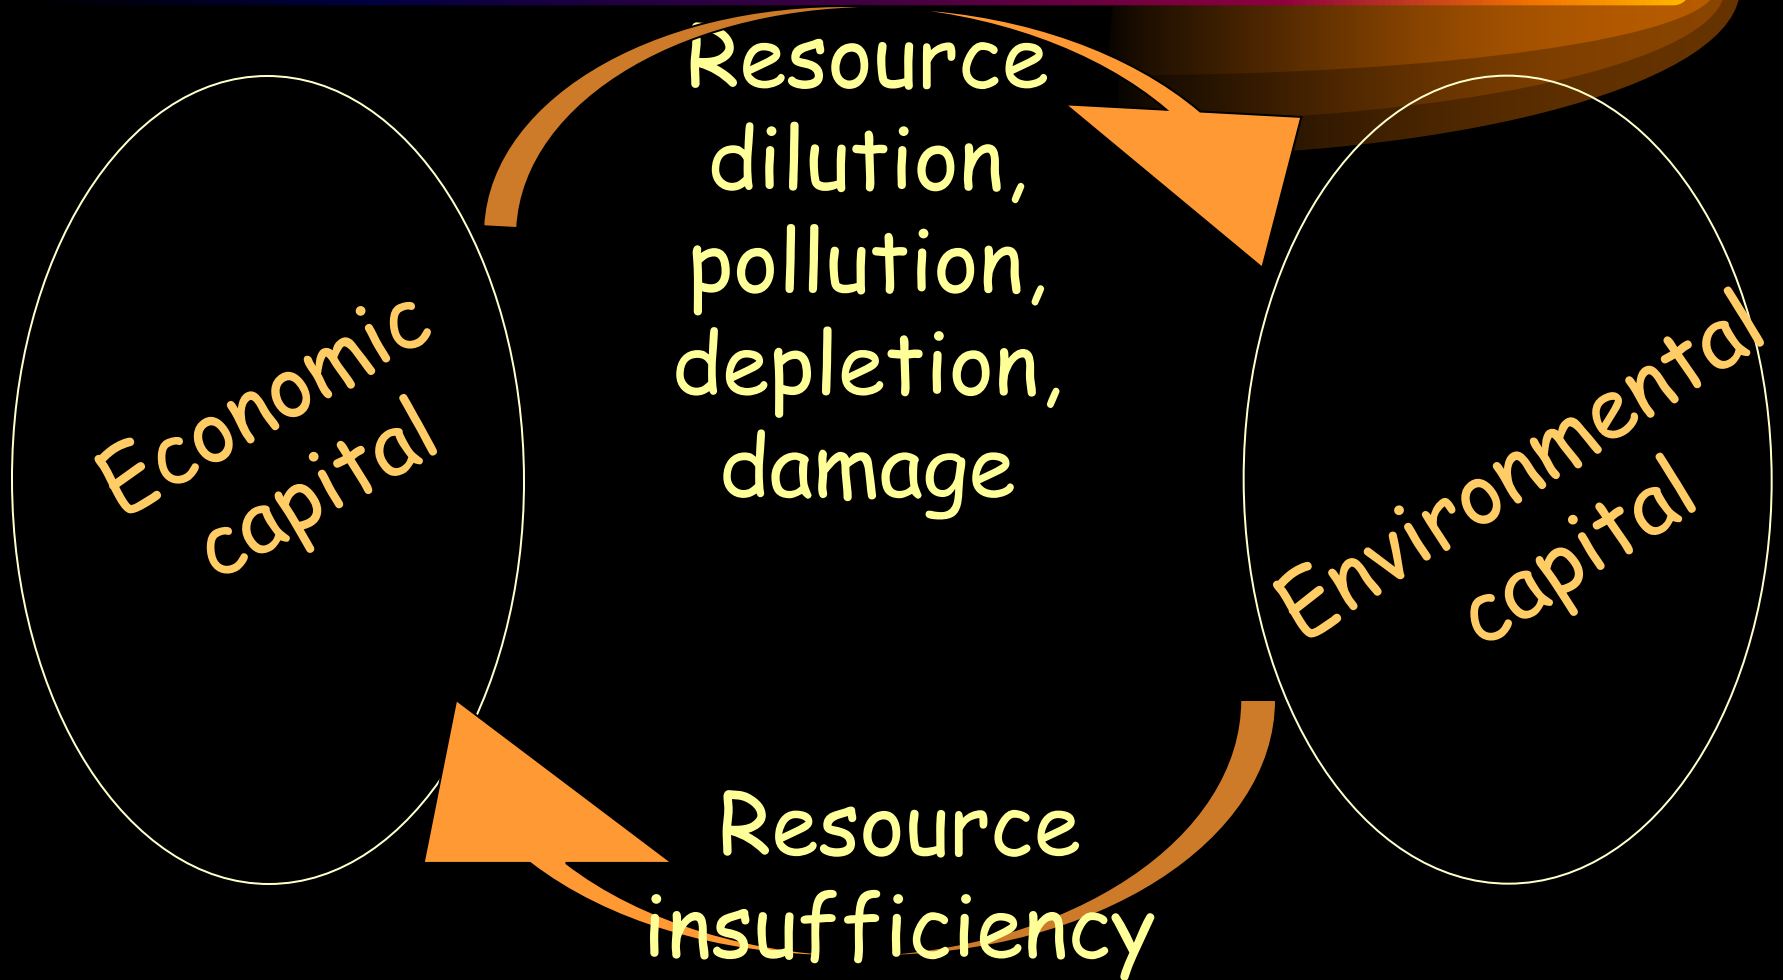 Resource
dilution,
pollution,
depletion,
damage
Economic
capital
Environmental
capital
Resource
insufficiency